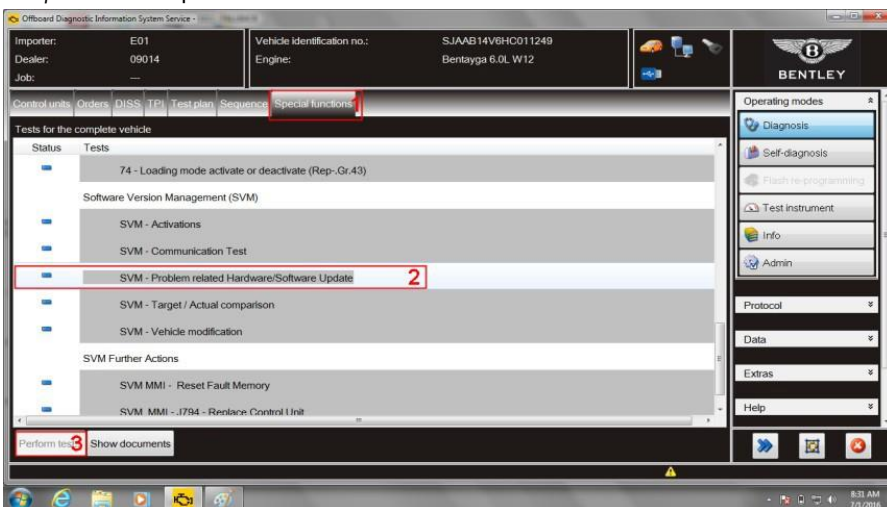 Offboard Diagnostic Information System Service -
Importer: E01 Vehicle identification no.: SJAAB14V6HC011249
Dealer: 09014 Engine: Bentayga 6.0L W12
Job: ---
BENTLEY
Control units Orders DISS TPI Test plan Sequence Special functions 1
Operating modes
Tests for the complete vehicle
Diagnosis
Status Tests
Self-diagnosis
74 - Loading mode activate or deactivate (Rep-.Gr.43)
Flash re-programming
Software Version Management (SVM)
Test instrument
SVM - Activations
Info
SVM - Communication Test
Admin
SVM - Problem related Hardware/Software Update 2
SVM - Target / Actual comparison
Protocol
SVM - Vehicle modification
Data
SVM Further Actions
Extras
SVM MMI - Reset Fault Memory
Help
SVM MMI - J794 - Replace Control Unit
Perform test 3 Show documents
8:31 AM
7/1/2016